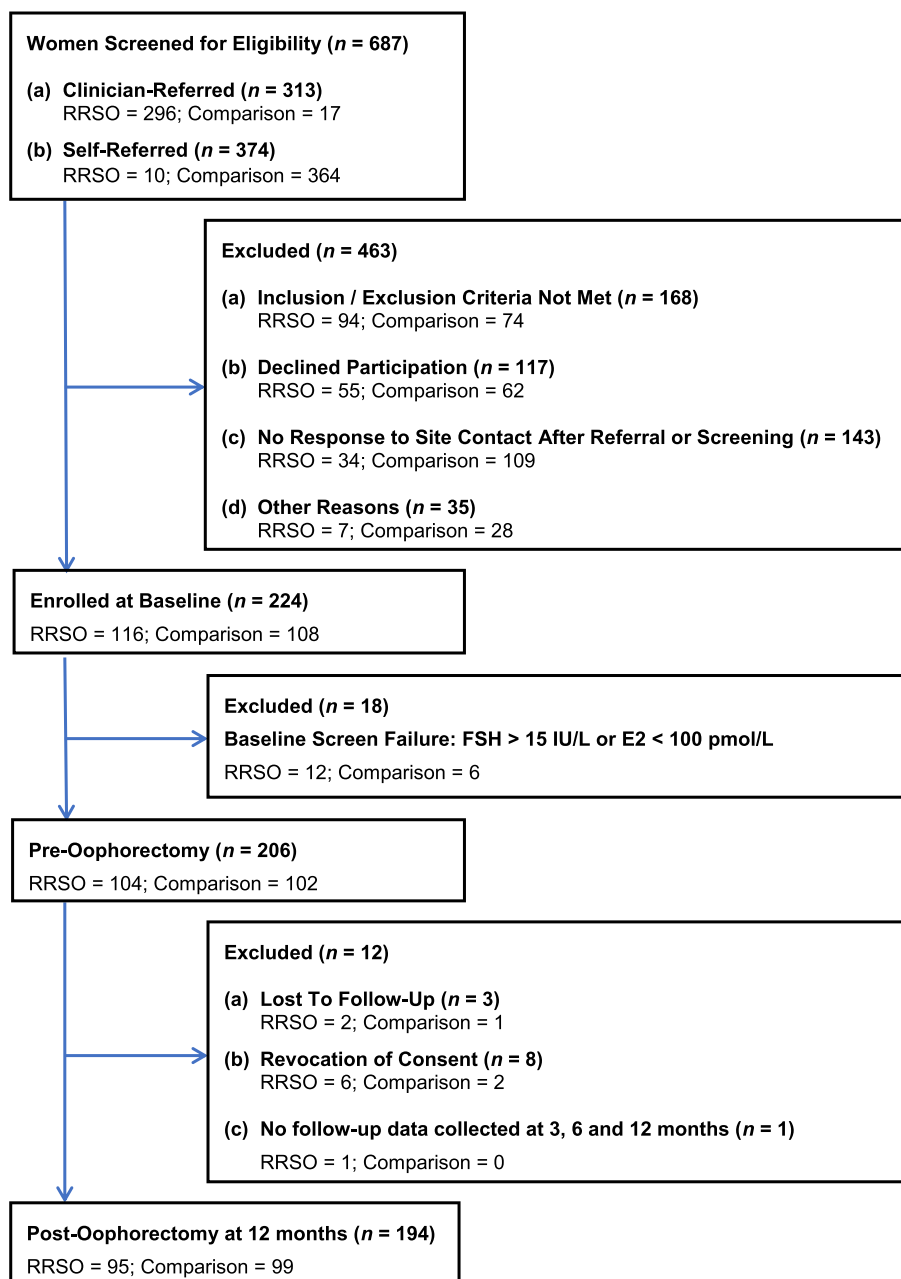 Women Screened for Eligibility (n = 687)
(a) Clinician-Referred (n = 313)
RRSO = 296; Comparison = 17
(b) Self-Referred (n = 374)
RRSO = 10; Comparison = 364
Excluded (n = 463)
(a) Inclusion / Exclusion Criteria Not Met (n = 168)
RRSO = 94; Comparison = 74
(b) Declined Participation (n = 117)
RRSO = 55; Comparison = 62
(c) No Response to Site Contact After Referral or Screening (n = 143)
RRSO = 34; Comparison = 109
(d) Other Reasons (n = 35)
RRSO = 7; Comparison = 28
Enrolled at Baseline (n = 224)
RRSO = 116; Comparison = 108
Excluded (n = 18)
Baseline Screen Failure: FSH > 15 IU/L or E2 < 100 pmol/L
RRSO = 12; Comparison = 6
Pre-Oophorectomy (n = 206)
RRSO = 104; Comparison = 102
Excluded (n = 12)
(a) Lost To Follow-Up (n = 3)
RRSO = 2; Comparison = 1
(b) Revocation of Consent (n = 8)
RRSO = 6; Comparison = 2
(c) No follow-up data collected at 3, 6 and 12 months (n = 1)
RRSO = 1; Comparison = 0
Post-Oophorectomy at 12 months (n = 194)
RRSO = 95; Comparison = 99